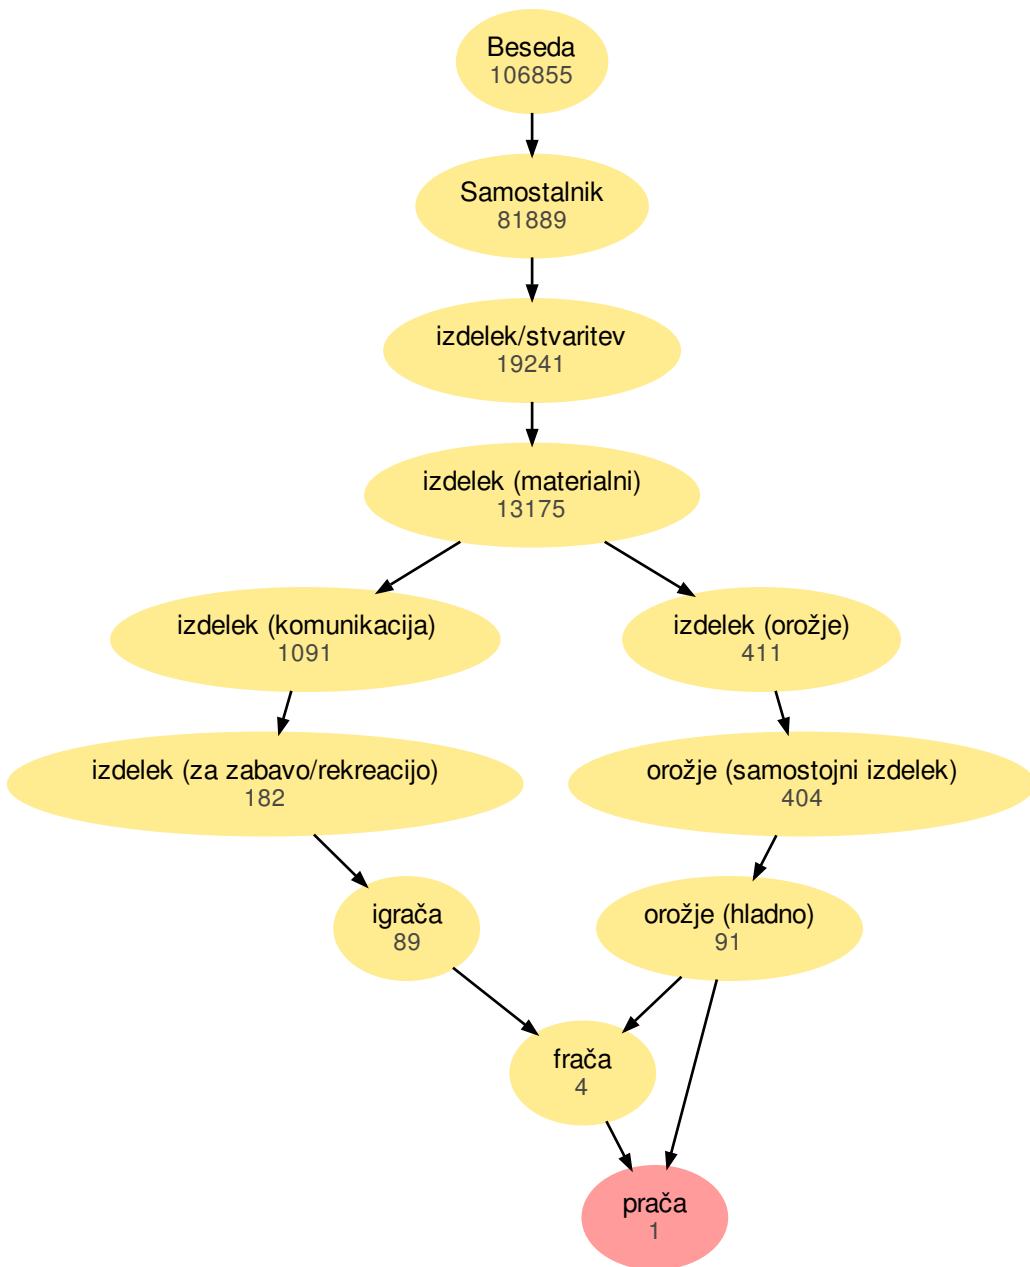 Beseda
106855
Samostalnik
81889
izdelek/stvaritev
19241
izdelek (materialni)
13175
izdelek (komunikacija)
1091
izdelek (orožje)
411
izdelek (za zabavo/rekreacijo)
182
orožje (samostojni izdelek)
404
igrača
89
orožje (hladno)
91
frača
4
prača
1